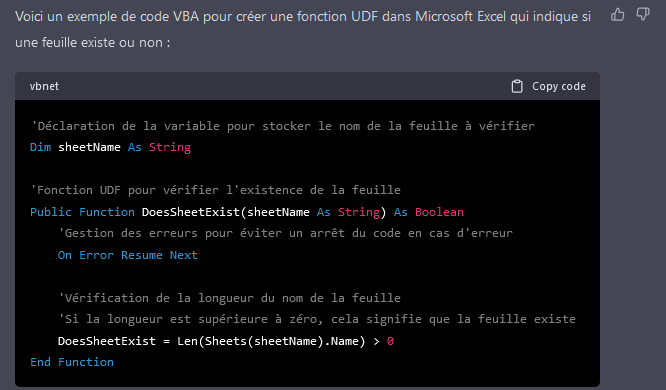 Voici un exemple de code VBA pour créer une fonction UDF dans Microsoft Excel qui indique si
une feuille existe ou non :
vbnet
Copy code
'Déclaration de la variable pour stocker le nom de la feuille à vérifier
Dim sheetName As String
'Fonction UDF pour vérifier l'existence de la feuille
Public Function DoesSheetExist(sheetName As String) As Boolean
'Gestion des erreurs pour éviter un arrêt du code en cas d'erreur
On Error Resume Next
'Vérification de la longueur du nom de la feuille
'Si la longueur est supérieure à zéro, cela signifie que la feuille existe
DoesSheetExist = Len(Sheets(sheetName).Name) > 0
End Function